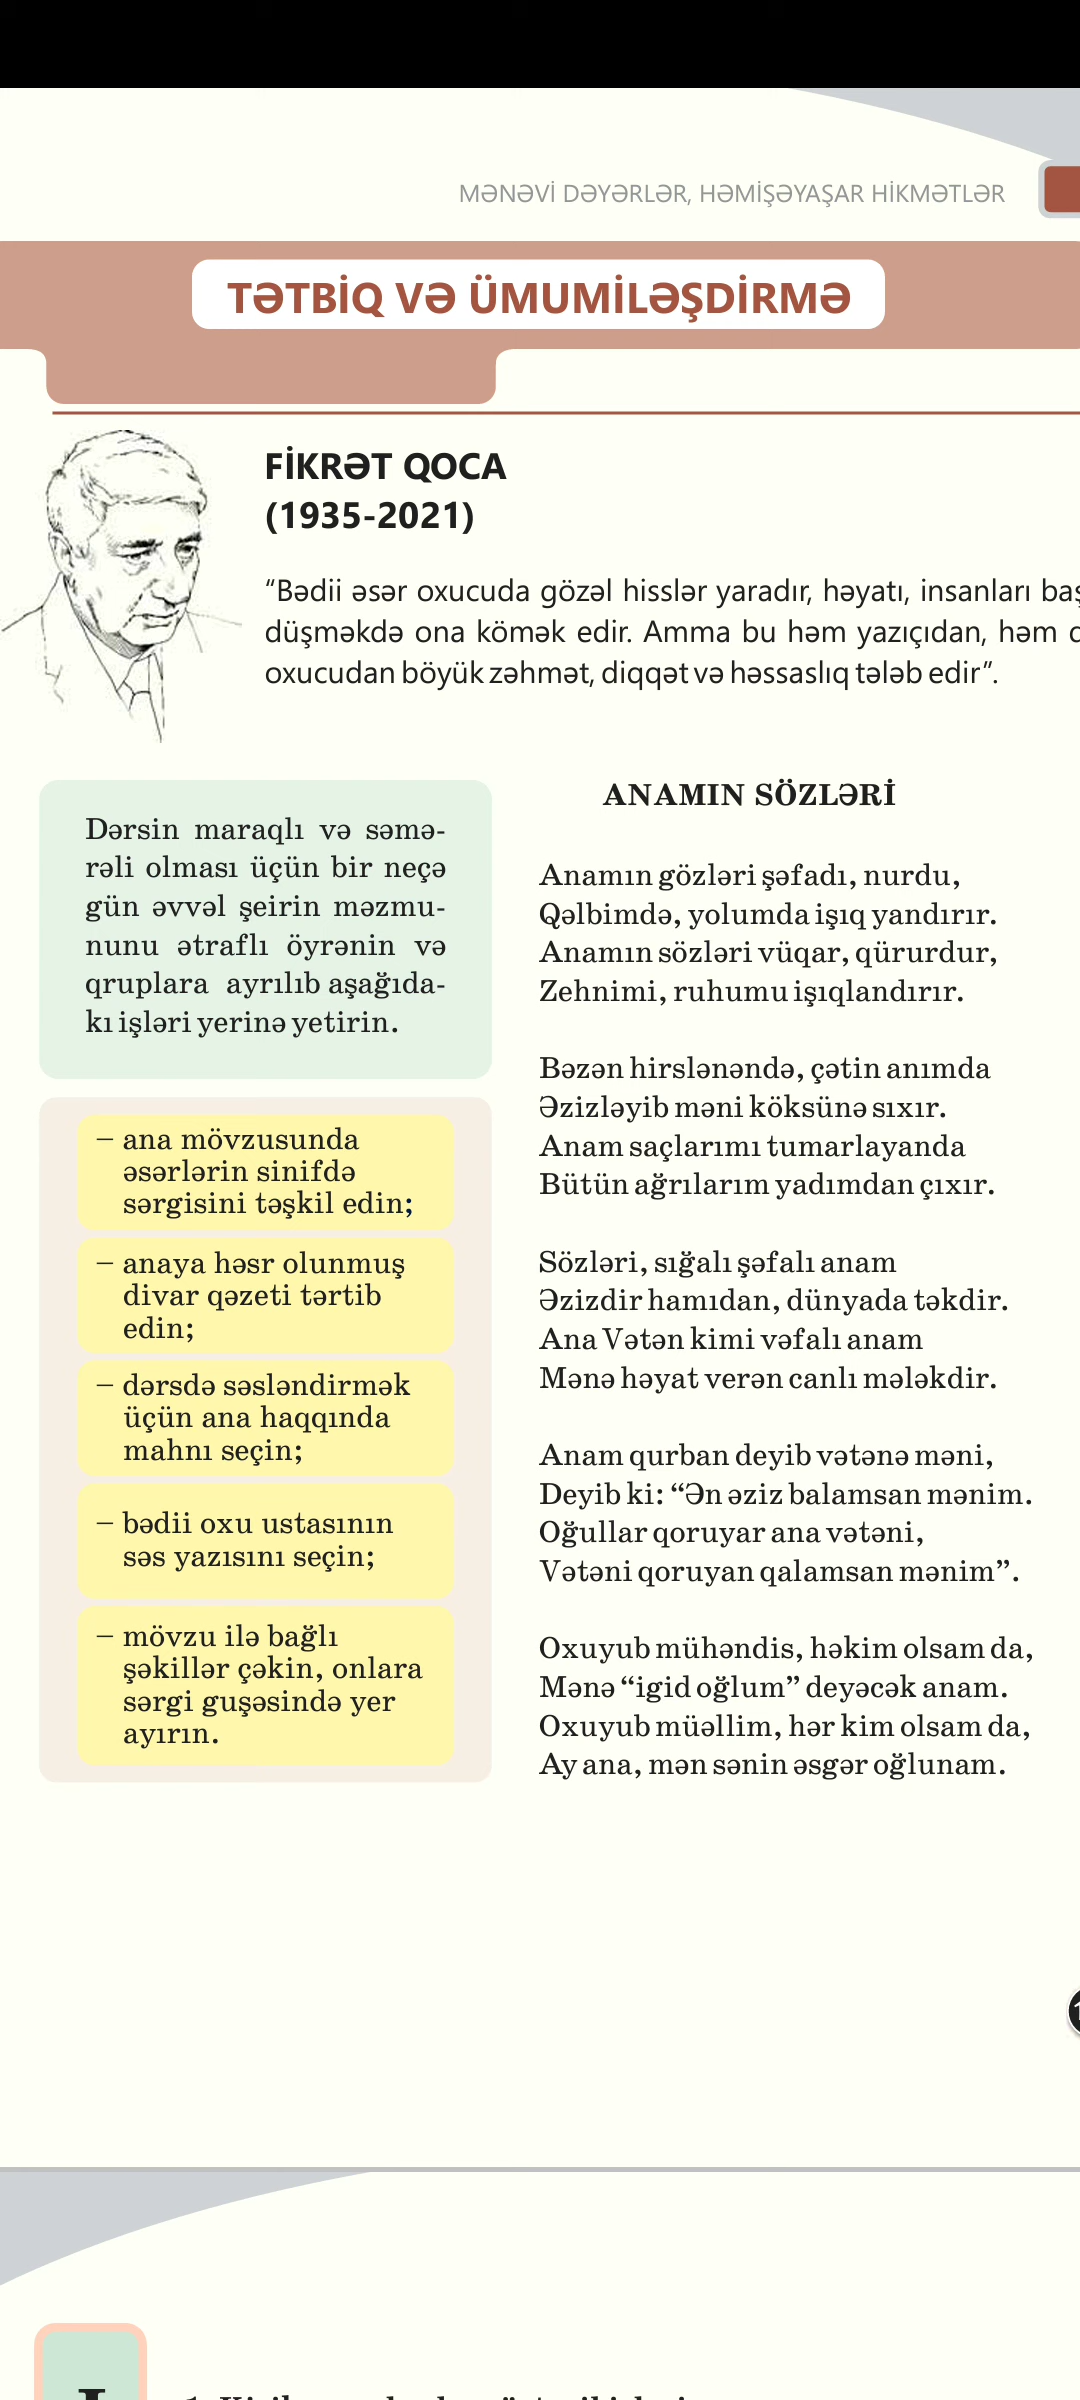 MƏNƏVİ DƏYƏRLƏR, HƏMİŞƏYAŞAR HİKMƏTLƏR
TƏTBİQ VƏ ÜMUMİLƏŞDİRMƏ
FİKRƏT QOCA
(1935-2021)
“Bədii əsər oxucuda gözəl hisslər yaradır, həyatı, insanları
düşməkdə ona kömək edir. Amma bu həm yazıçıdan, həm
oxucudan böyük zəhmət, diqqət və həssaslıq tələb edir”.
Dərsin maraqlı və səmə-
rəli olması üçün bir neçə
gün əvvəl şeirin məzmu-
nunu ətraflı öyrənin və
qruplara ayrılıb aşağıda-
kı işləri yerinə yetirin.
– ana mövzusunda
əsərlərin sinifdə
sərgisini təşkil edin;
– anaya həsr olunmuş
divar qəzeti tərtib
edin;
– dərsdə səsləndirmək
üçün ana haqqında
mahnı seçin;
– bədii oxu ustasının
səs yazısını seçin;
– mövzu ilə bağlı
şəkillər çəkin, onlara
sərgi guşəsində yer
ayırın.
ANAMIN SÖZLƏRİ
Anamın gözləri şəfadı, nurdu,
Qəlbimdə, yolumda işıq yandırır.
Anamın sözləri vüqar, qürurdur,
Zehnimi, ruhumu işıqlandırır.
Bəzən hirslənəndə, çətin anımda
Əzizləyib məni köksünə sıxır.
Anam saçlarımı tumarlayanda
Bütün ağrılarım yadımdan çıxır.
Sözləri, sığalı şəfalı anam
Əzizdir hamıdan, dünyada təkdir.
Ana Vətən kimi vəfalı anam
Mənə həyat verən canlı mələkdir.
Anam qurban deyib vətənə məni,
Deyib ki: “Ən əziz balamsan mənim.
Oğullar qoruyar ana vətəni,
Vətəni qoruyan qalamsan mənim”.
Oxuyub mühəndis, həkim olsam da,
Mənə “igid oğlum” deyəcək anam.
Oxuyub müəllim, hər kim olsam da,
Ay ana, mən sənin əsgər oğlunam.